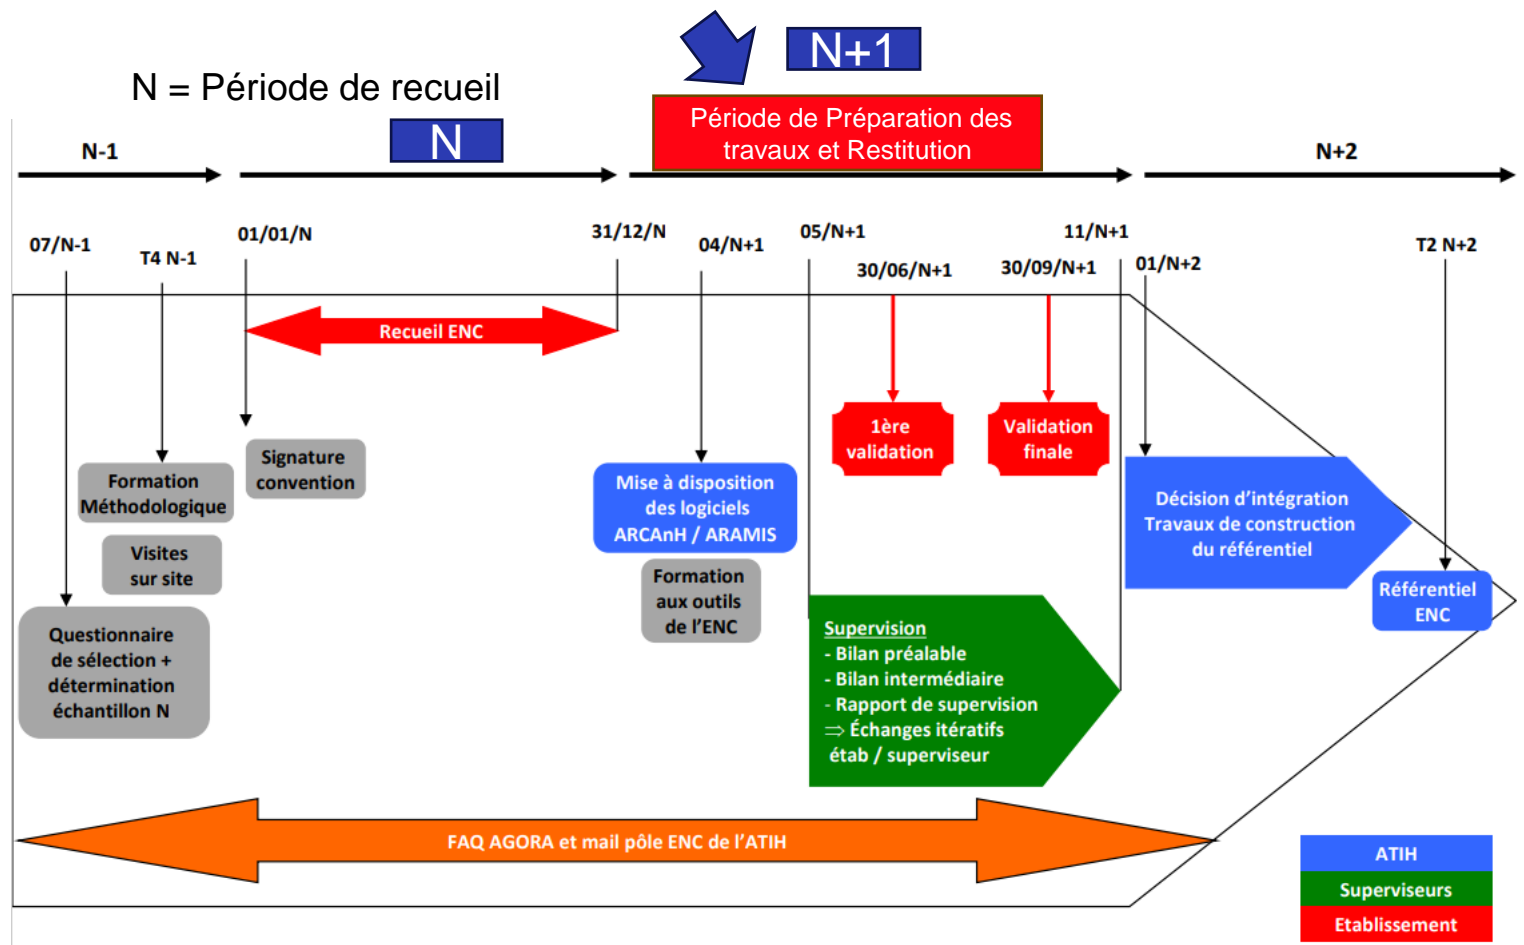 N+1
N = Période de recueil
N
Période de Préparation des
travaux et Restitution
N-1
N+2
07/N-1
T4 N-1
01/01/N
31/12/N
04/N+1
05/N+1
30/06/N+1
30/09/N+1
11/N+1
01/N+2
T2 N+2
Recueil ENC
Formation
Méthodologique
Visites
sur site
Questionnaire
de sélection +
détermination
échantillon N
Signature
convention
Mise à disposition
des logiciels
ARCAnH / ARAMIS
Formation
aux outils
de l'ENC
1ère
validation
Validation
finale
Supervision
- Bilan préalable
- Bilan intermédiaire
- Rapport de supervision
⇒ Échanges itératifs
étab / superviseur
Décision d'intégration
Travaux de construction
du référentiel
Référentiel
ENC
FAQ AGORA et mail pôle ENC de l'ATIH
ATIH
Superviseurs
Etablissement